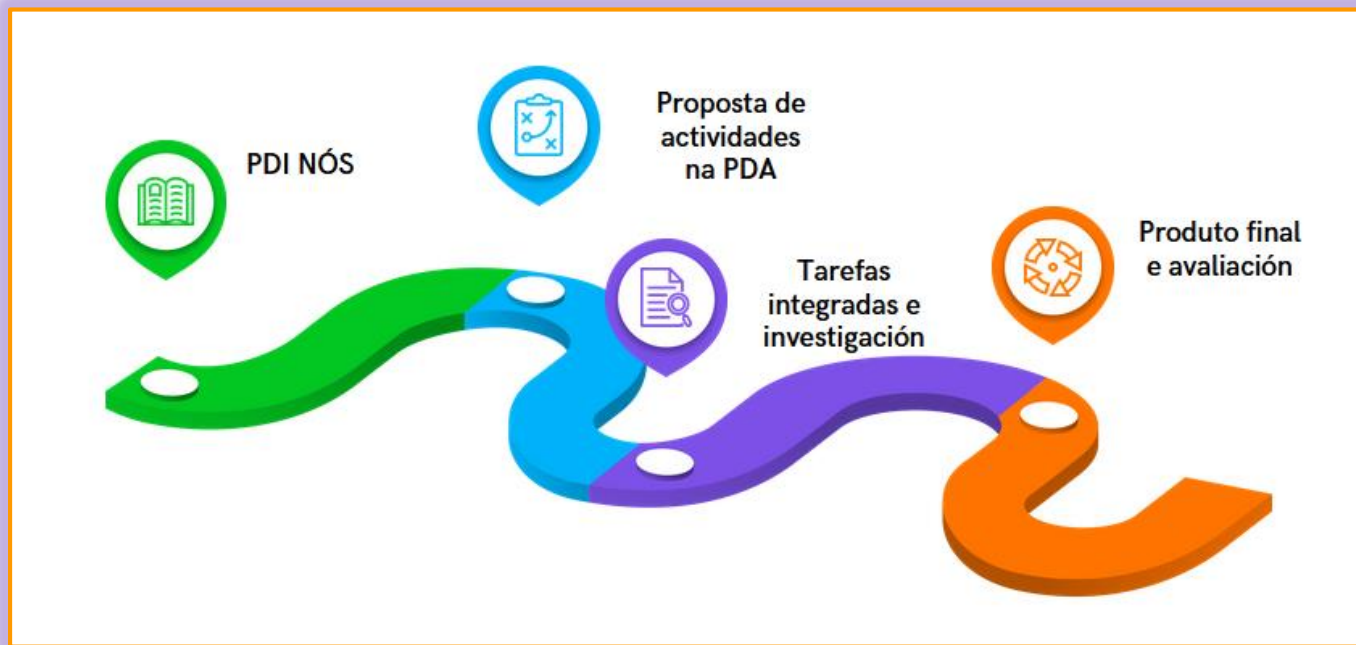 PDI NÓS
Proposta de
actividades
na PDA
Tarefas
integradas e
investigación
Produto final
e avaliación